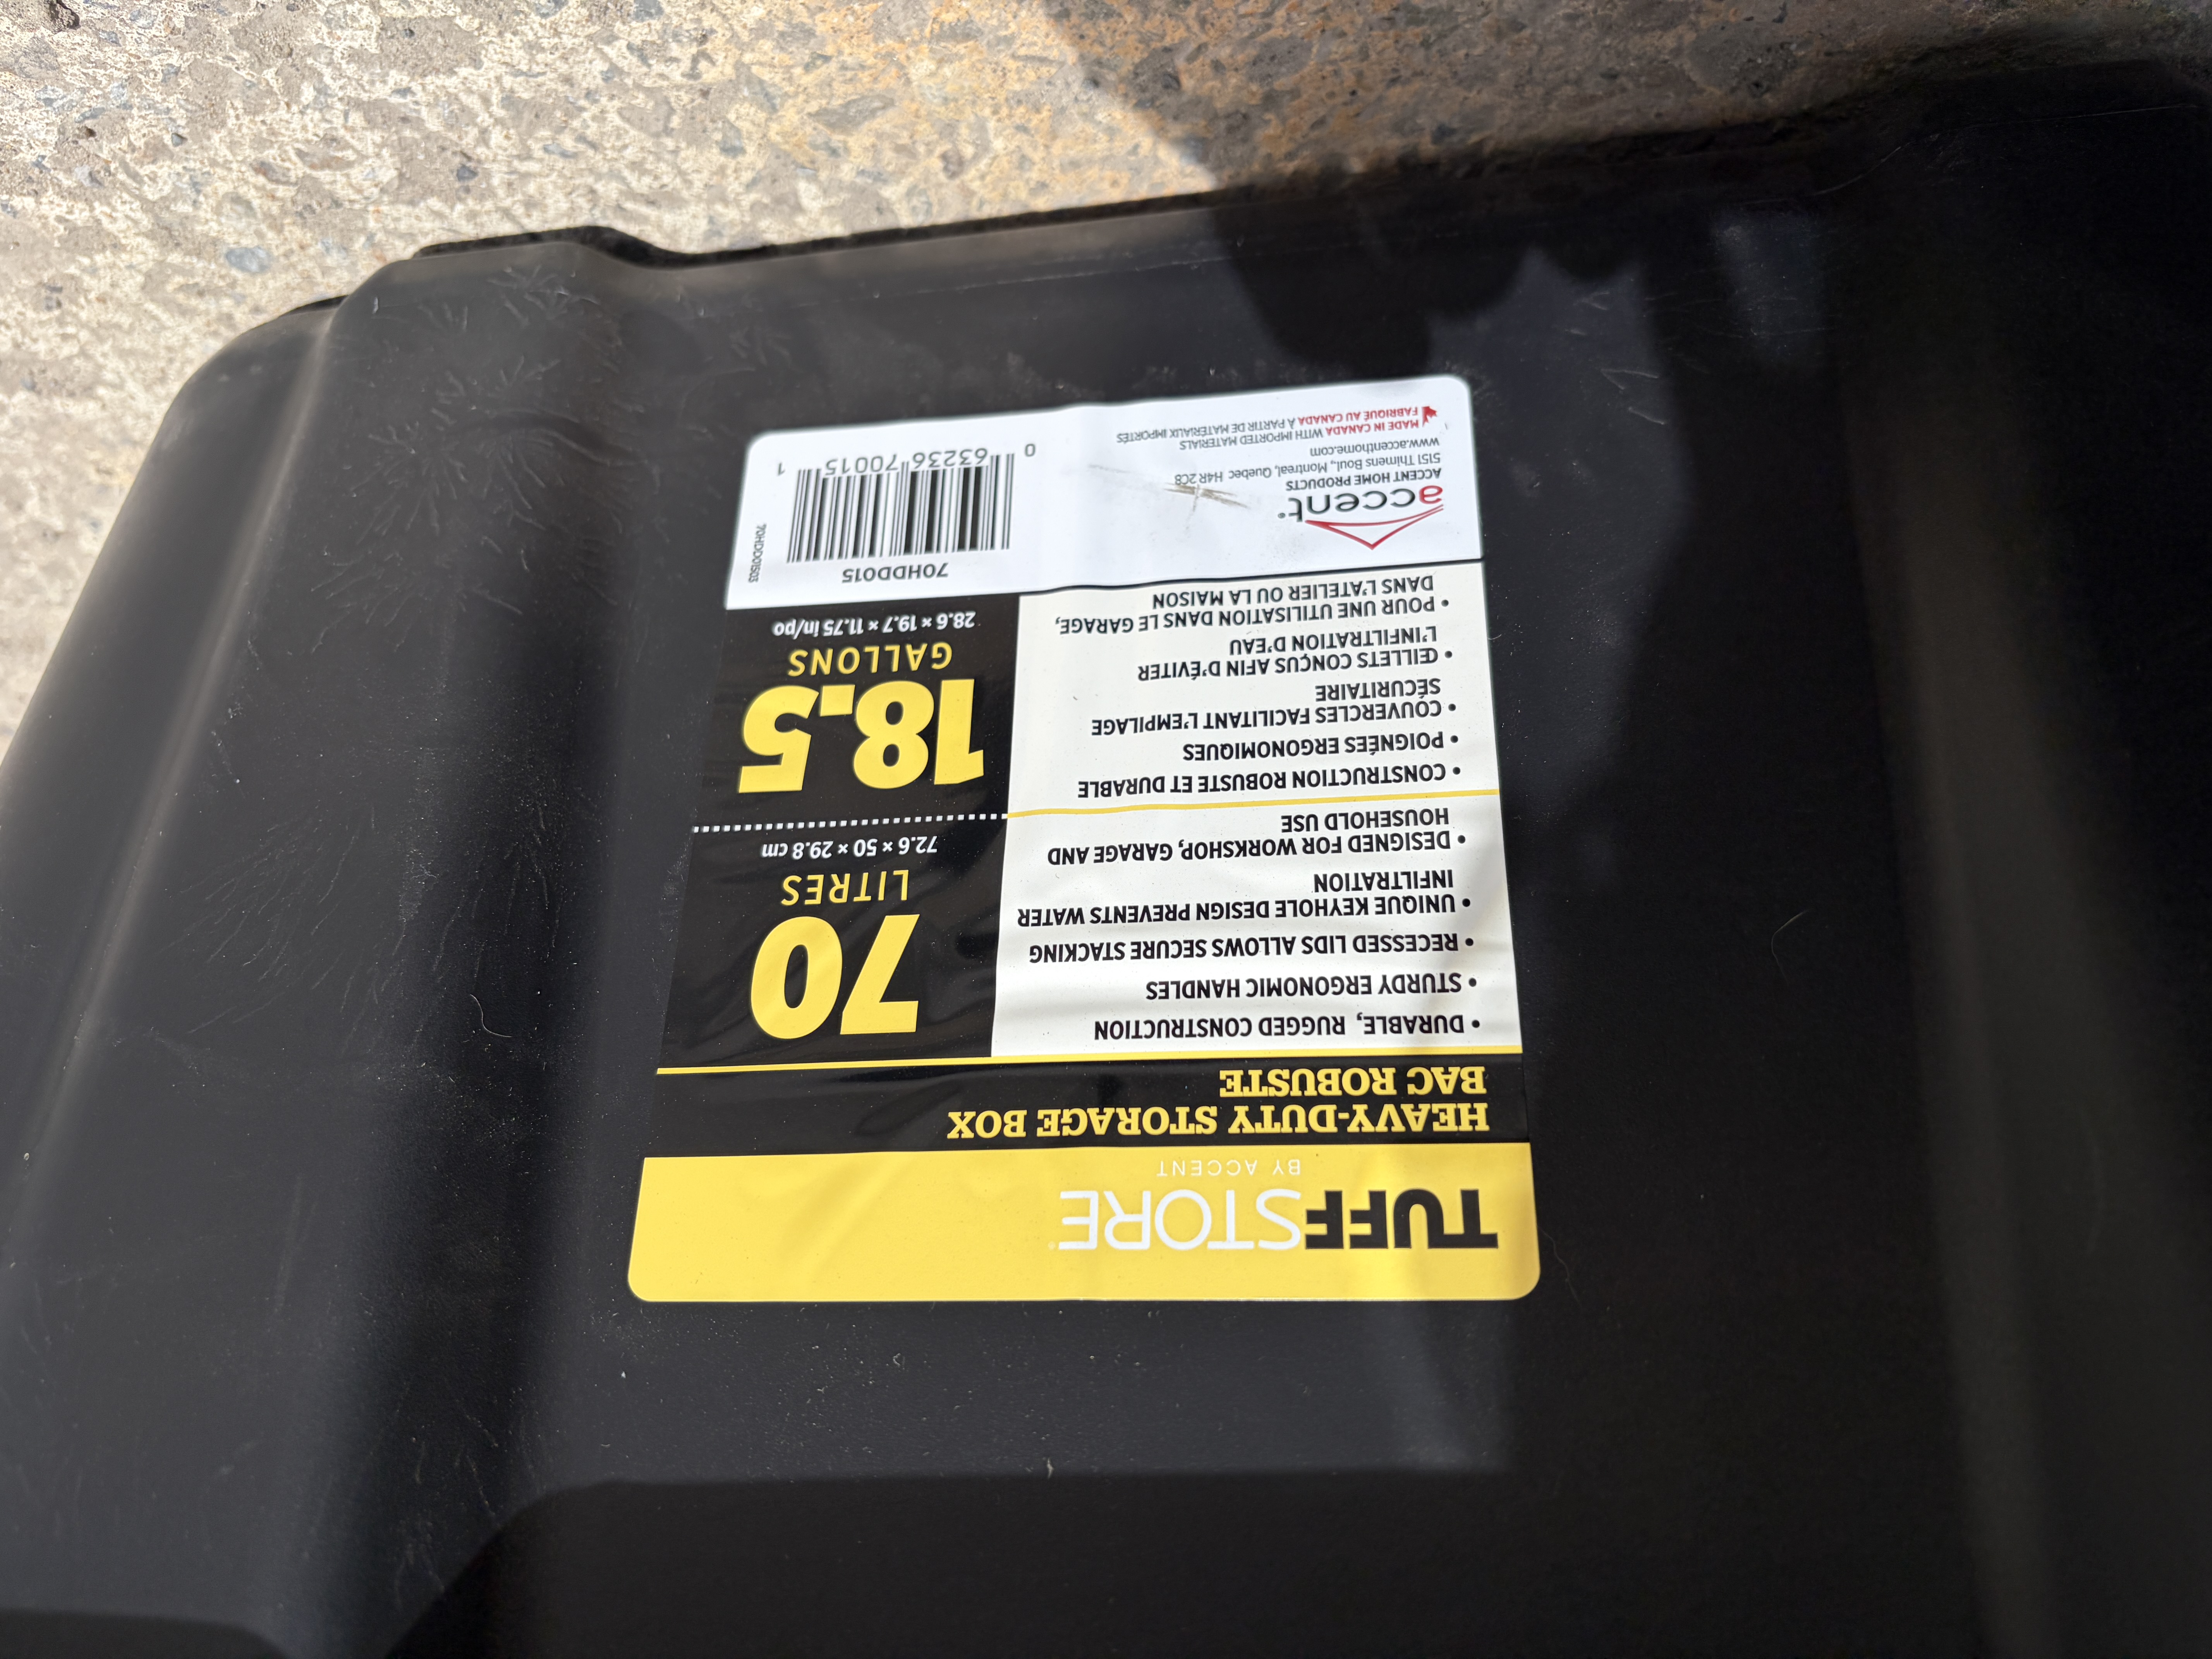 TUFFSTORE®
BY ACCENT
HEAVY-DUTY STORAGE BOX
BAC ROBUSTE
• DURABLE, RUGGED CONSTRUCTION
• STURDY ERGONOMIC HANDLES
• RECESSED LIDS ALLOWS SECURE STACKING
• UNIQUE KEYHOLE DESIGN PREVENTS WATER
INFILTRATION
• DESIGNED FOR WORKSHOP, GARAGE AND
HOUSEHOLD USE
• CONSTRUCTION ROBUSTE ET DURABLE
• POIGNÉES ERGONOMIQUES
• COUVERCLES FACILITANT L'EMPILAGE
SÉCURITAIRE
• ŒILLETS CONÇUS AFIN D'ÉVITER
L'INFILTRATION D'EAU
• POUR UNE UTILISATION DANS LE GARAGE,
DANS L'ATELIER OU LA MAISON
70
LITRES
72.6 × 50 × 29.8 cm
18.5
GALLONS
28.6 × 19.7 × 11.75 in/po
accent®
ACCENT HOME PRODUCTS
5151 Thimens Boul., Montreal, Quebec H4R 2C8
www.accenthome.com
MADE IN CANADA WITH IMPORTED MATERIALS
FABRIQUÉ AU CANADA À PARTIR DE MATÉRIAUX IMPORTÉS
70HDD015
0 63236 70015 1
70HDD01503